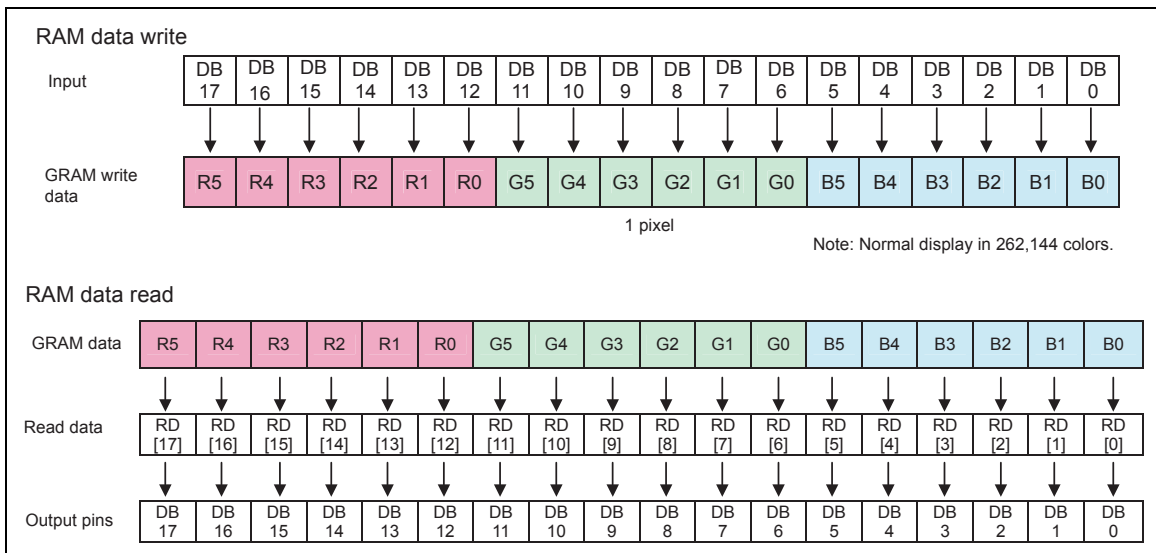 RAM data write
Input DB 17 DB 16 DB 15 DB 14 DB 13 DB 12 DB 11 DB 10 DB 9 DB 8 DB 7 DB 6 DB 5 DB 4 DB 3 DB 2 DB 1 DB 0
GRAM write data R5 R4 R3 R2 R1 R0 G5 G4 G3 G2 G1 G0 B5 B4 B3 B2 B1 B0
1 pixel
Note: Normal display in 262,144 colors.
RAM data read
GRAM data R5 R4 R3 R2 R1 R0 G5 G4 G3 G2 G1 G0 B5 B4 B3 B2 B1 B0
Read data RD [17] RD [16] RD [15] RD [14] RD [13] RD [12] RD [11] RD [10] RD [9] RD [8] RD [7] RD [6] RD [5] RD [4] RD [3] RD [2] RD [1] RD [0]
Output pins DB 17 DB 16 DB 15 DB 14 DB 13 DB 12 DB 11 DB 10 DB 9 DB 8 DB 7 DB 6 DB 5 DB 4 DB 3 DB 2 DB 1 DB 0